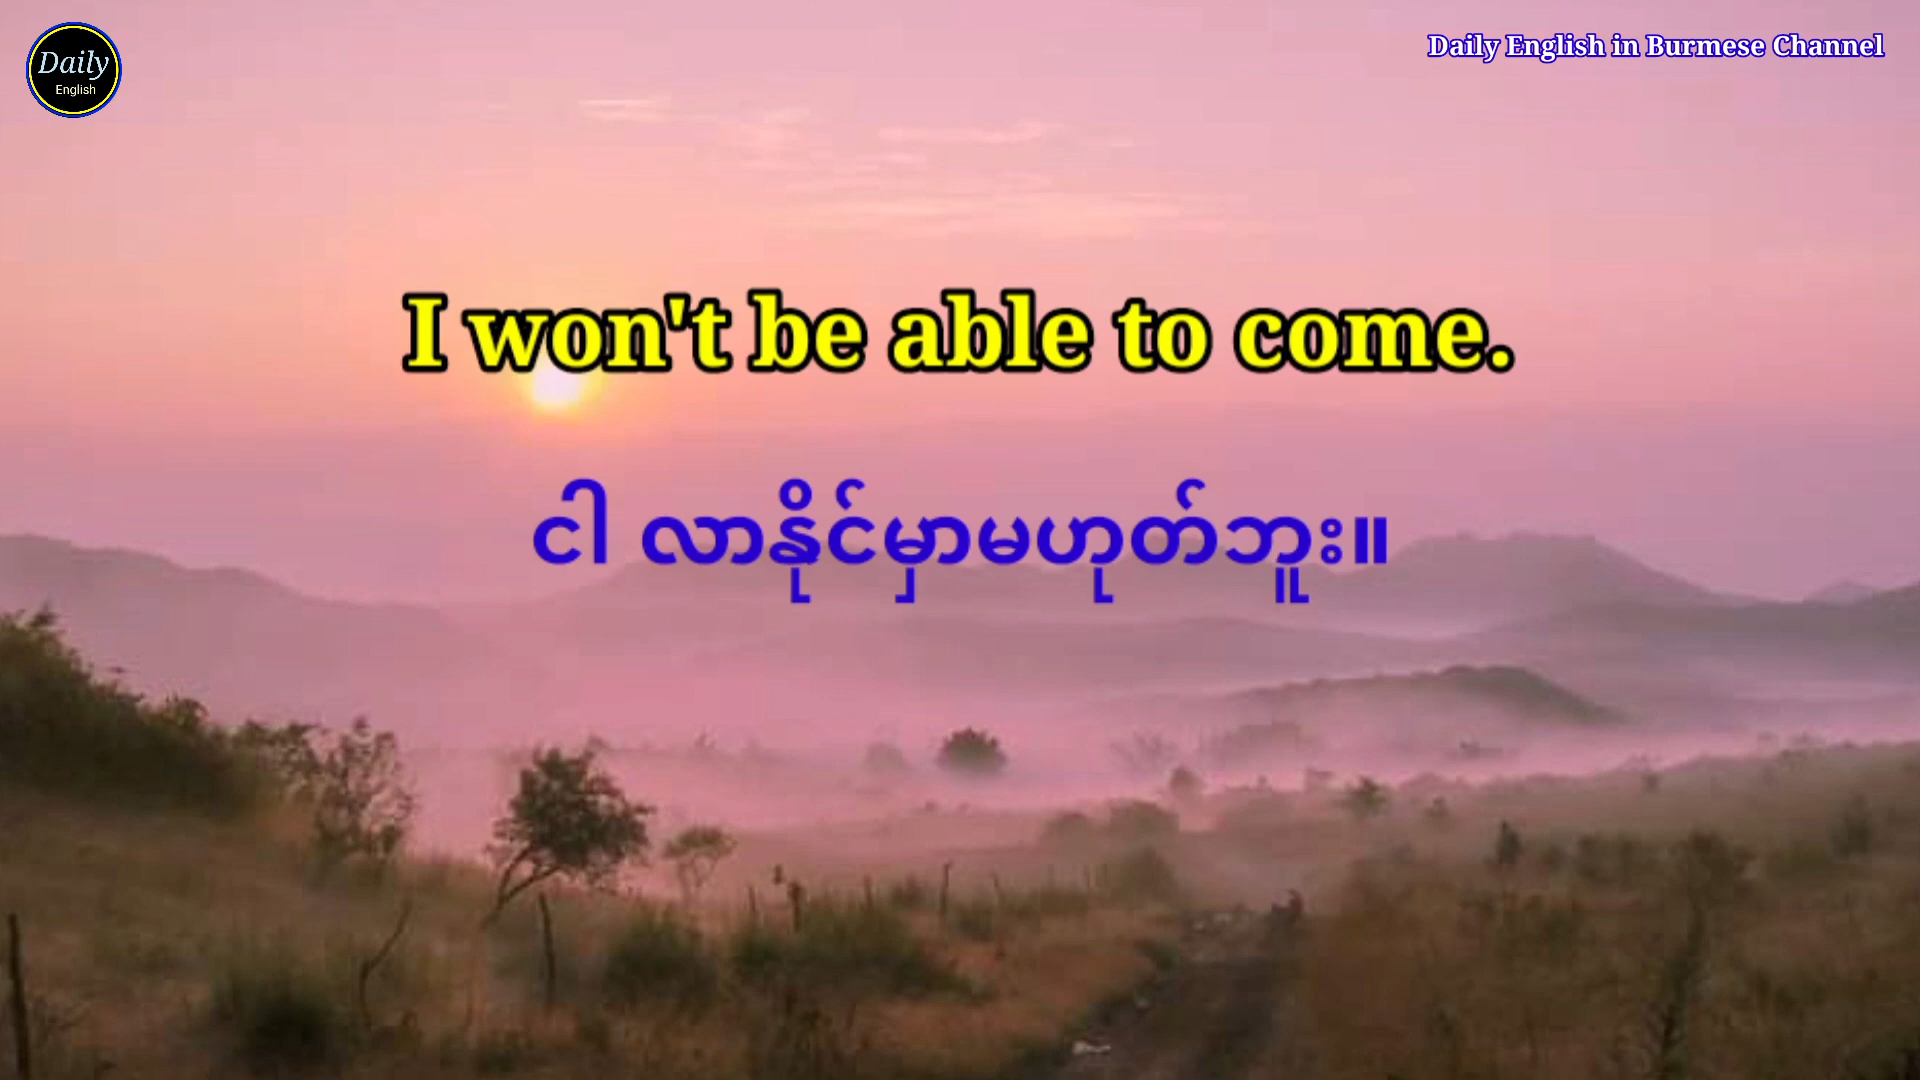 Daily
English
Daily English in Burmese Channel
I won't be able to come.
ငါ လာနိုင်မှာမဟုတ်ဘူး။